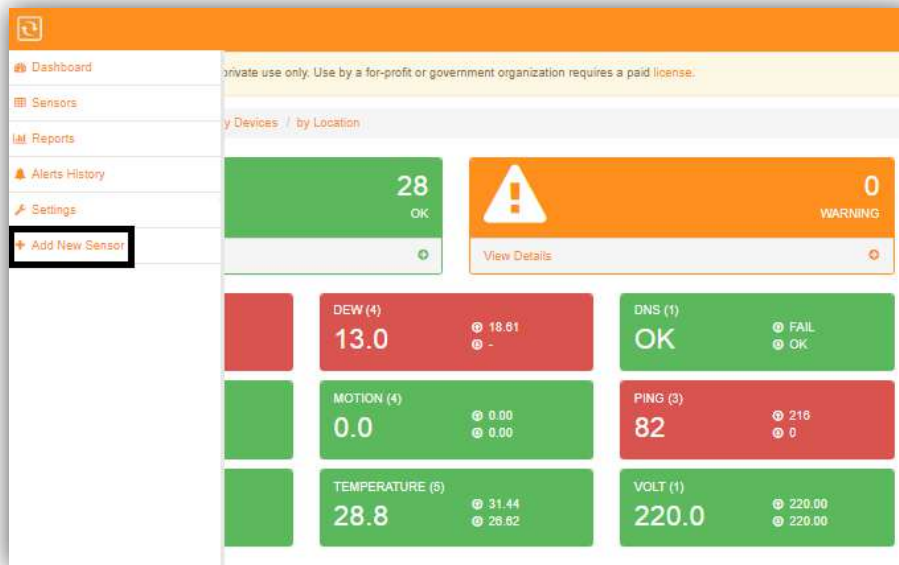 Dashboard
Sensors
Reports
Alerts History
Settings
Add New Sensor
private use only. Use by a for-profit or government organization requires a paid license.
y Devices / by Location
28
OK
0
WARNING
View Details
DEW (4)
13.0
18.61
-
DNS (1)
OK
FAIL
OK
MOTION (4)
0.0
0.00
0.00
PING (3)
82
216
0
TEMPERATURE (5)
28.8
31.44
26.62
VOLT (1)
220.0
220.00
220.00